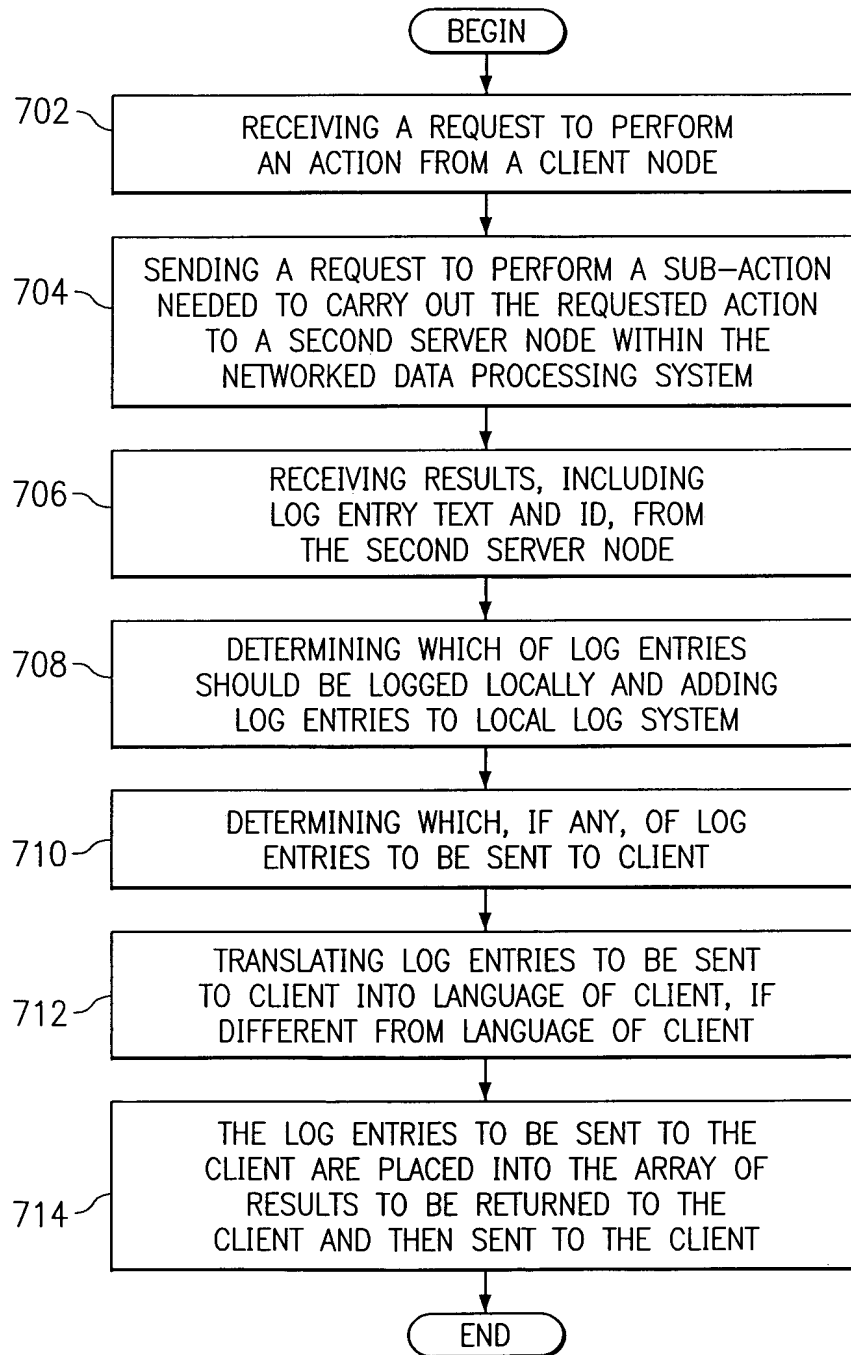 BEGIN
702
RECEIVING A REQUEST TO PERFORM
AN ACTION FROM A CLIENT NODE
704
SENDING A REQUEST TO PERFORM A SUB-ACTION
NEEDED TO CARRY OUT THE REQUESTED ACTION
TO A SECOND SERVER NODE WITHIN THE
NETWORKED DATA PROCESSING SYSTEM
706
RECEIVING RESULTS, INCLUDING
LOG ENTRY TEXT AND ID, FROM
THE SECOND SERVER NODE
708
DETERMINING WHICH OF LOG ENTRIES
SHOULD BE LOGGED LOCALLY AND ADDING
LOG ENTRIES TO LOCAL LOG SYSTEM
710
DETERMINING WHICH, IF ANY, OF LOG
ENTRIES TO BE SENT TO CLIENT
712
TRANSLATING LOG ENTRIES TO BE SENT
TO CLIENT INTO LANGUAGE OF CLIENT, IF
DIFFERENT FROM LANGUAGE OF CLIENT
714
THE LOG ENTRIES TO BE SENT TO THE
CLIENT ARE PLACED INTO THE ARRAY OF
RESULTS TO BE RETURNED TO THE
CLIENT AND THEN SENT TO THE CLIENT
END